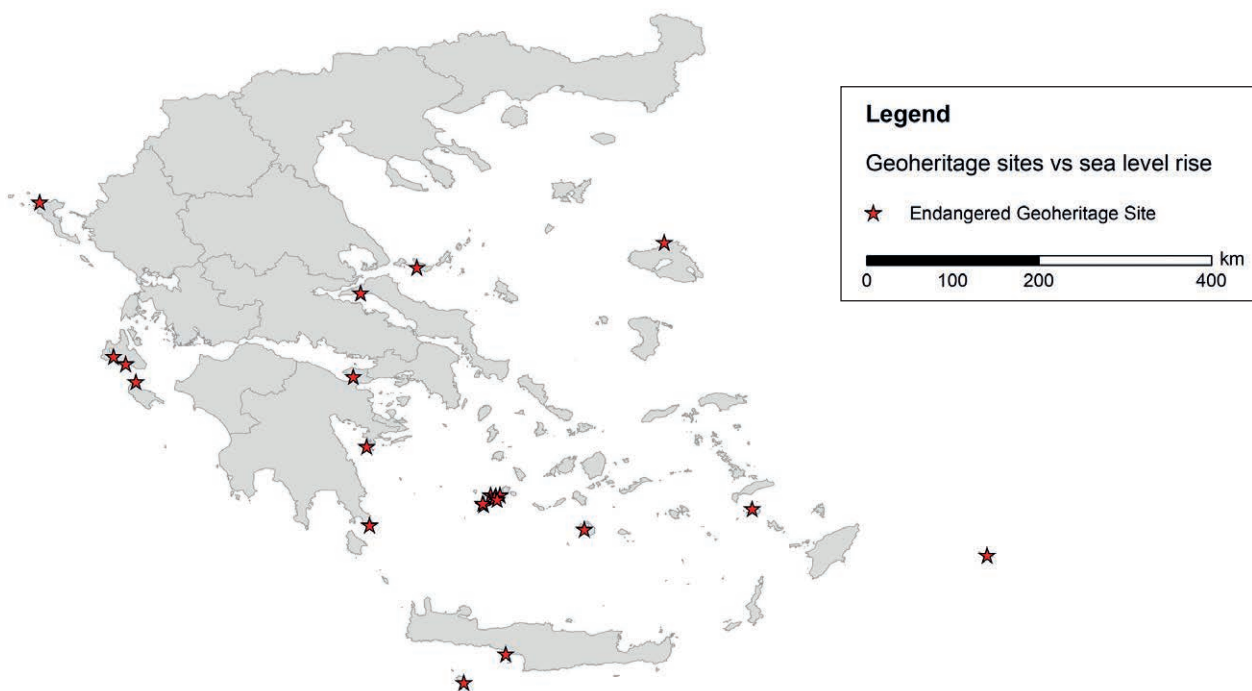 Legend
Geoheritage sites vs sea level rise
Endangered Geoheritage Site
km
0 100 200 400